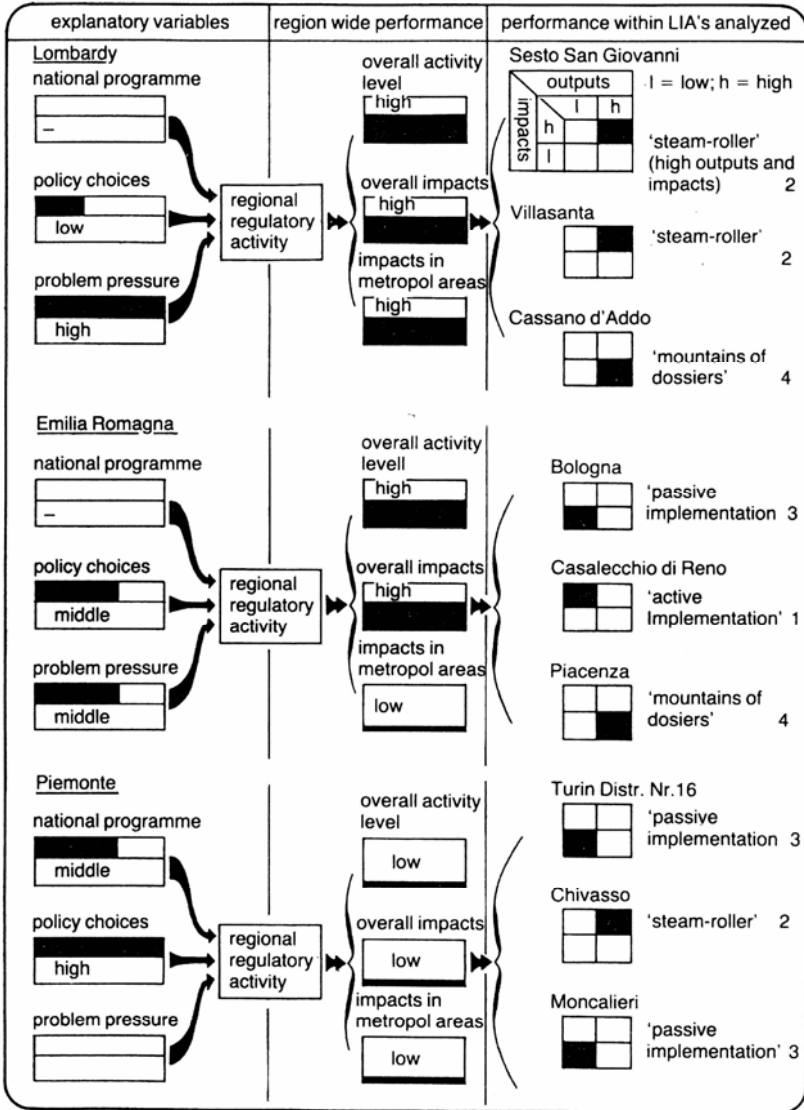 explanatory variables
region wide performance
performance within LIA's analyzed
Lombardy
national programme
–
policy choices
low
problem pressure
high
regional
regulatory
activity
overall activity
level
high
overall impacts
high
impacts in
metropol areas
high
Sesto San Giovanni
outputs
l h
impacts
h
l
l = low; h = high
'steam-roller'
(high outputs and
impacts) 2
Villasanta
'steam-roller'
2
Cassano d'Addo
'mountains of
dossiers' 4
Emilia Romagna
national programme
–
policy choices
middle
problem pressure
middle
regional
regulatory
activity
overall activity
levell
high
overall impacts
high
impacts in
metropol areas
low
Bologna
'passive
implementation 3
Casalecchio di Reno
'active
Implementation' 1
Piacenza
'mountains of
dosiers' 4
Piemonte
national programme
middle
policy choices
high
problem pressure
regional
regulatory
activity
overall activity
level
low
overall impacts
low
impacts in
metropol areas
low
Turin Distr. Nr.16
'passive
implementation 3
Chivasso
'steam-roller' 2
Moncalieri
'passive
implementation' 3